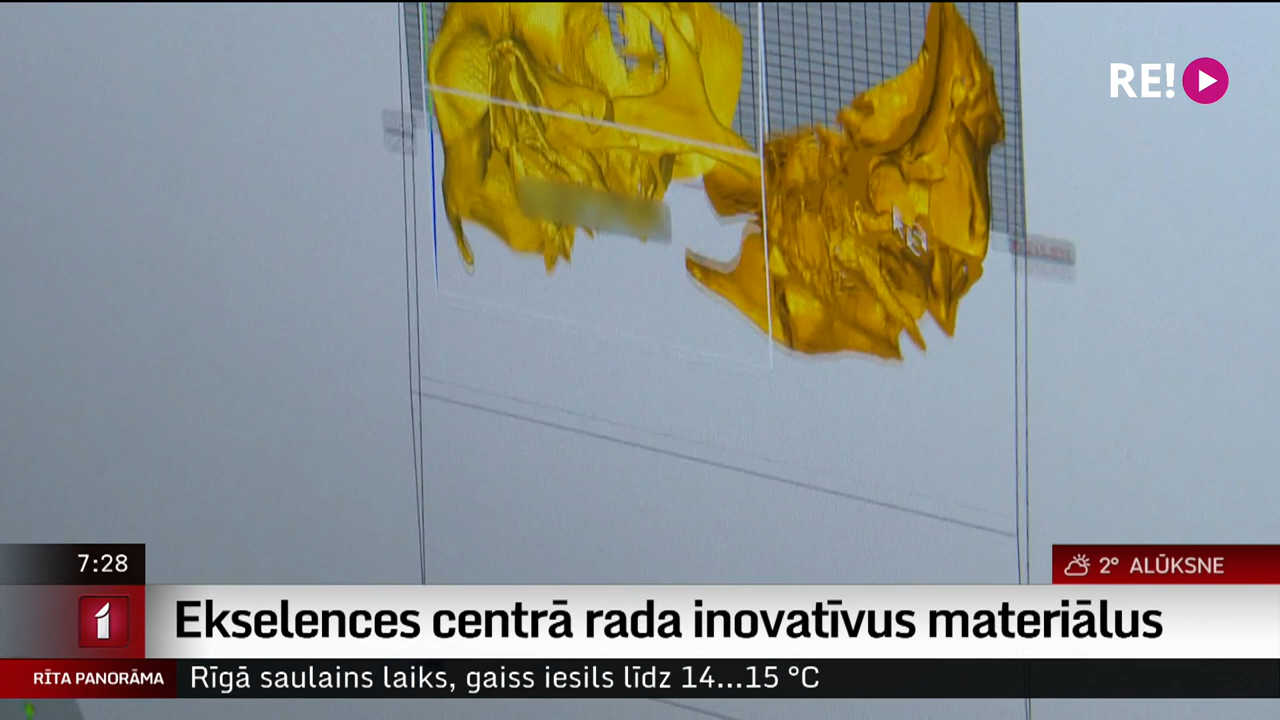 RE!
7:28
2° ALŪKSNE
1
Ekselences centrā rada inovatīvus materiālus
RĪTA PANORĀMA
Rīgā saulains laiks, gaiss iesils līdz 14...15 °C